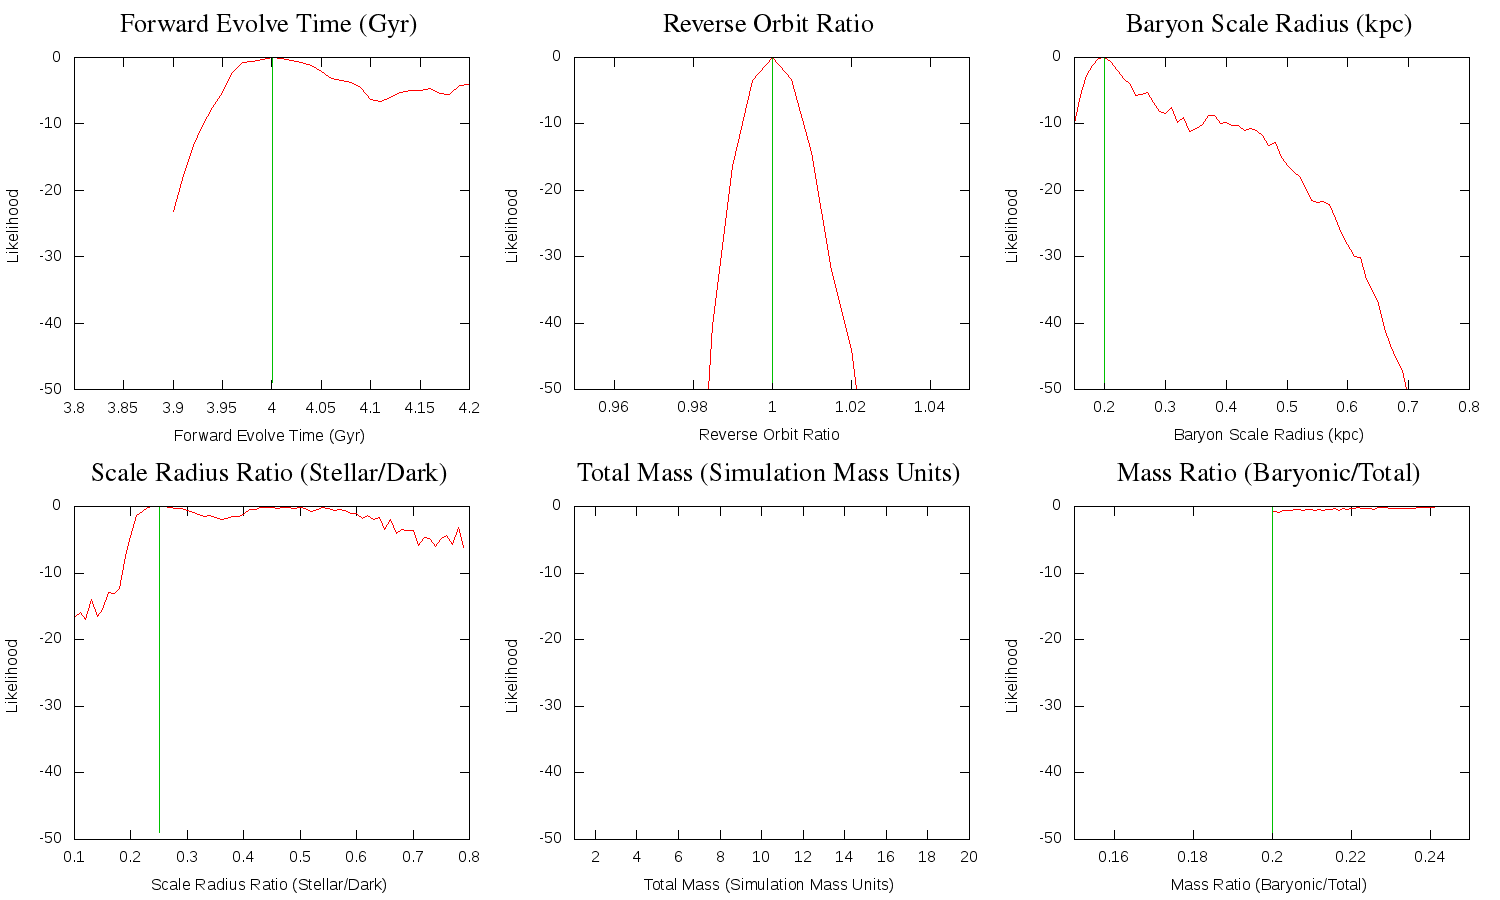 Forward Evolve Time (Gyr)
Reverse Orbit Ratio
Baryon Scale Radius (kpc)
0
-10
-20
-30
-40
-50
Likelihood
3.8 3.85 3.9 3.95 4 4.05 4.1 4.15 4.2
Forward Evolve Time (Gyr)
0
-10
-20
-30
-40
-50
Likelihood
0.96 0.98 1 1.02 1.04
Reverse Orbit Ratio
0
-10
-20
-30
-40
-50
Likelihood
0.2 0.3 0.4 0.5 0.6 0.7 0.8
Baryon Scale Radius (kpc)
Scale Radius Ratio (Stellar/Dark)
Total Mass (Simulation Mass Units)
Mass Ratio (Baryonic/Total)
0
-10
-20
-30
-40
-50
Likelihood
0.1 0.2 0.3 0.4 0.5 0.6 0.7 0.8
Scale Radius Ratio (Stellar/Dark)
0
-10
-20
-30
-40
-50
Likelihood
2 4 6 8 10 12 14 16 18 20
Total Mass (Simulation Mass Units)
0
-10
-20
-30
-40
-50
Likelihood
0.16 0.18 0.2 0.22 0.24
Mass Ratio (Baryonic/Total)